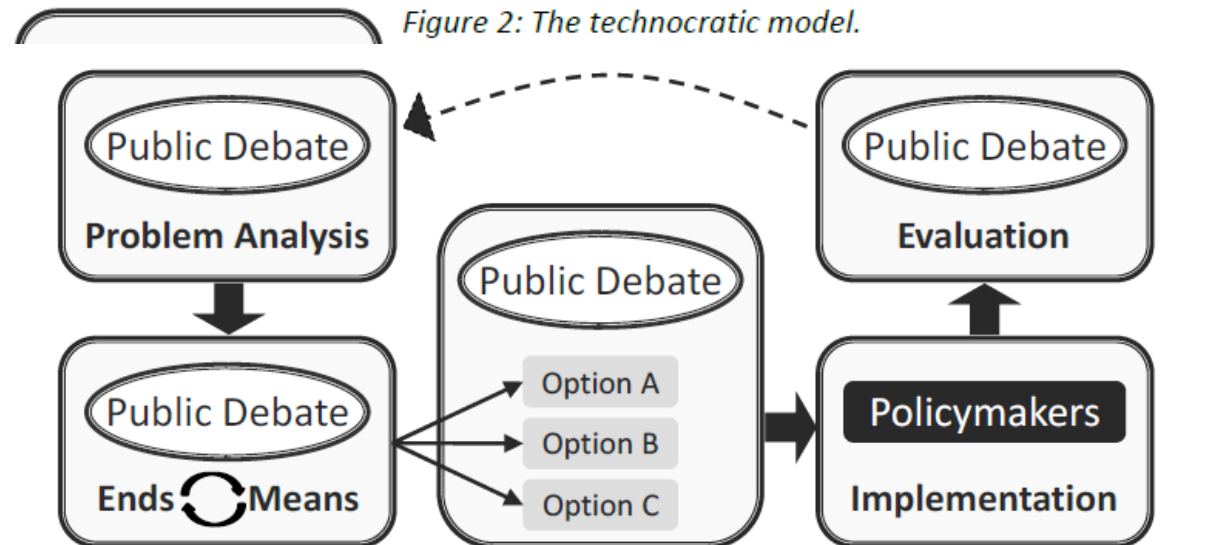 Figure 2: The technocratic model.
Public Debate
Problem Analysis
Public Debate
Ends Means
Public Debate
Option A
Option B
Option C
Policymakers
Implementation
Public Debate
Evaluation